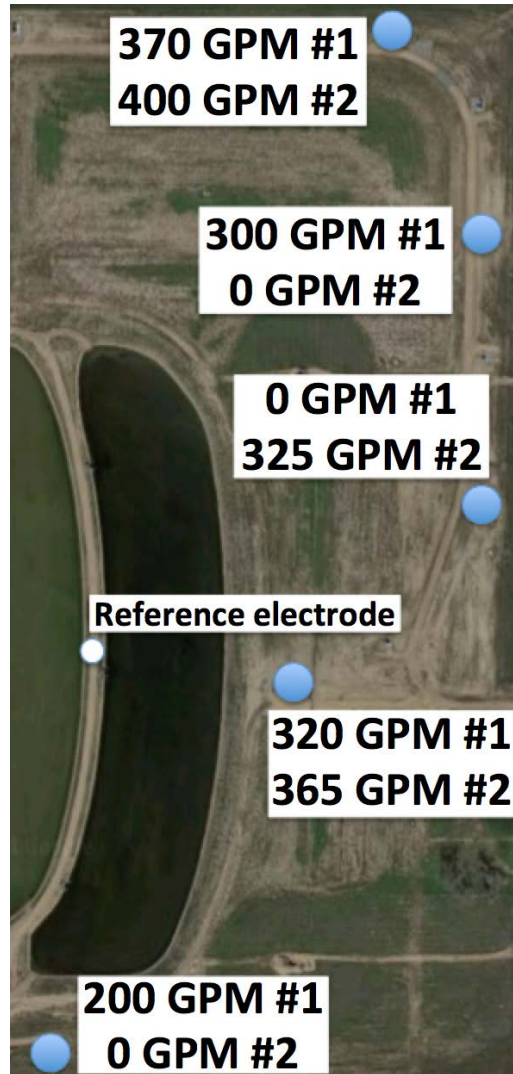 370 GPM #1
400 GPM #2
300 GPM #1
0 GPM #2
0 GPM #1
325 GPM #2
Reference electrode
320 GPM #1
365 GPM #2
200 GPM #1
0 GPM #2